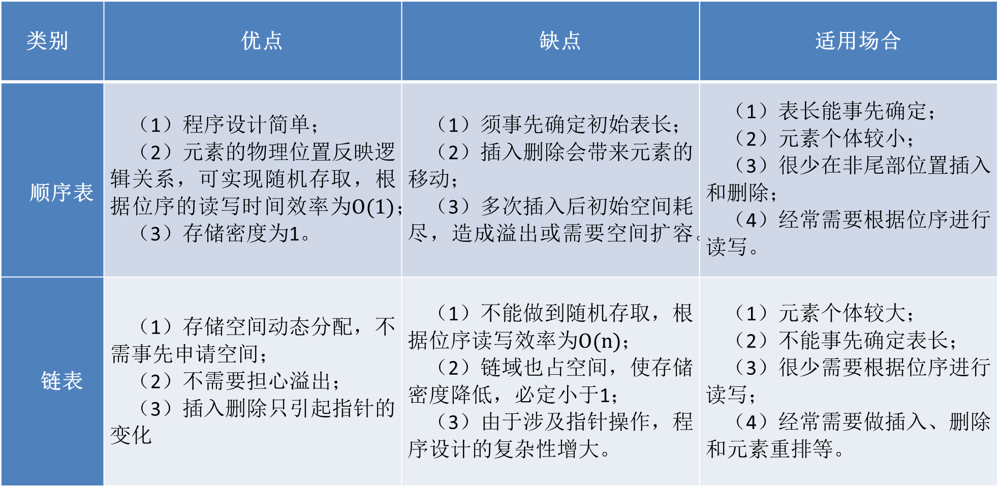 类别
优点
缺点
适用场合
顺序表
（1）程序设计简单；
（2）元素的物理位置反映逻
辑关系，可实现随机存取，根
据位序的读写时间效率为O(1)；
（3）存储密度为1。
（1）须事先确定初始表长；
（2）插入删除会带来元素的
移动；
（3）多次插入后初始空间耗
尽，造成溢出或需要空间扩容。
（1）表长能事先确定；
（2）元素个体较小；
（3）很少在非尾部位置插入
和删除；
（4）经常需要根据位序进行
读写。
链表
（1）存储空间动态分配，不
需事先申请空间；
（2）不需要担心溢出；
（3）插入删除只引起指针的
变化
（1）不能做到随机存取，根
据位序读写效率为O(n)；
（2）链域也占空间，使存储
密度降低，必定小于1；
（3）由于涉及指针操作，程
序设计的复杂性增大。
（1）元素个体较大；
（2）不能事先确定表长；
（3）很少需要根据位序进行
读写；
（4）经常需要做插入、删除
和元素重排等。